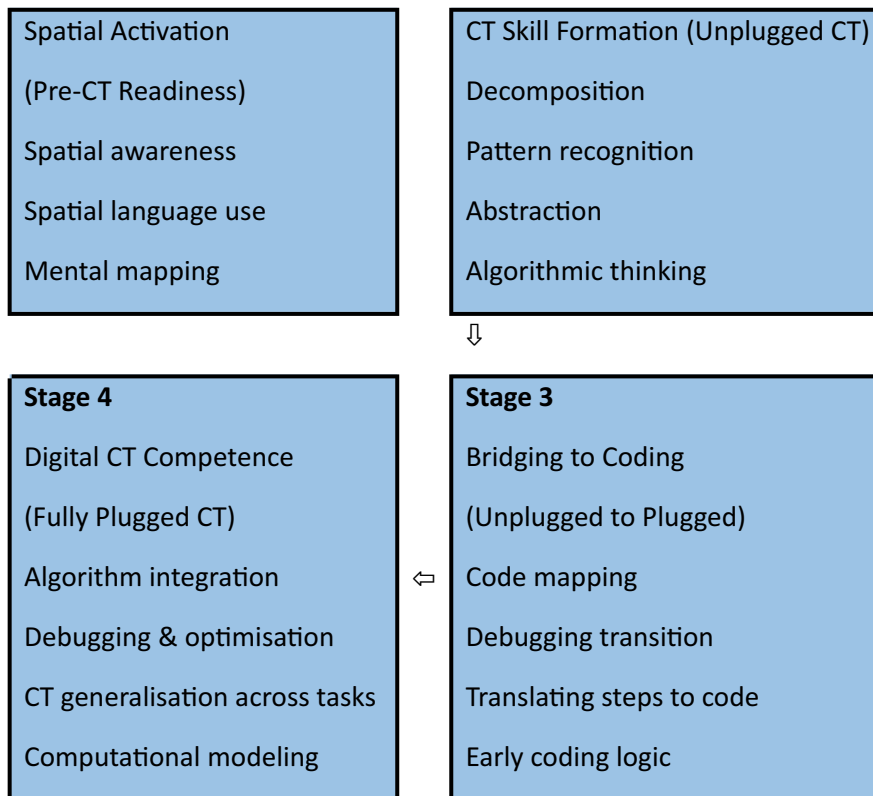 Spatial Activation
(Pre-CT Readiness)
Spatial awareness
Spatial language use
Mental mapping
CT Skill Formation (Unplugged CT)
Decomposition
Pattern recognition
Abstraction
Algorithmic thinking
⇩
Stage 4
Digital CT Competence
(Fully Plugged CT)
Algorithm integration
Debugging & optimisation
CT generalisation across tasks
Computational modeling
⇦
Stage 3
Bridging to Coding
(Unplugged to Plugged)
Code mapping
Debugging transition
Translating steps to code
Early coding logic